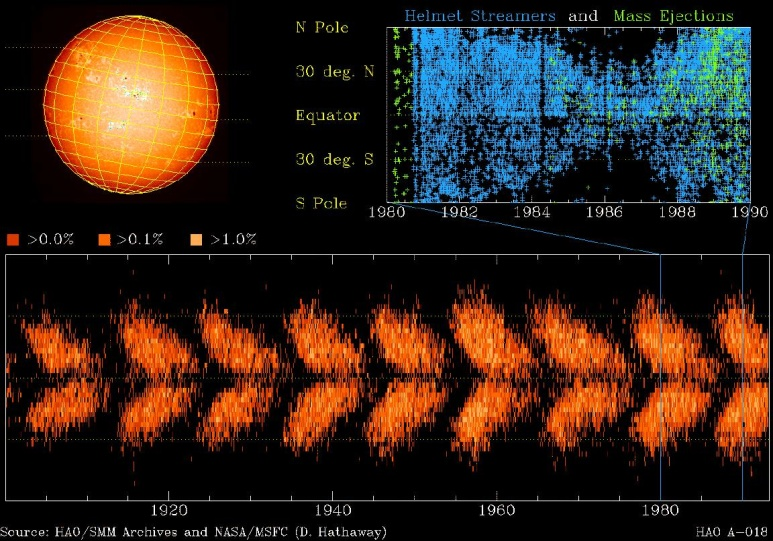 Helmet Streamers and Mass Ejections
N Pole
30 deg. N
Equator
30 deg. S
S Pole
1980 1982 1984 1986 1988 1990
>0.0% >0.1% >1.0%
1920 1940 1960 1980
Source: HAO/SMM Archives and NASA/MSFC (D. Hathaway) HAO A-018